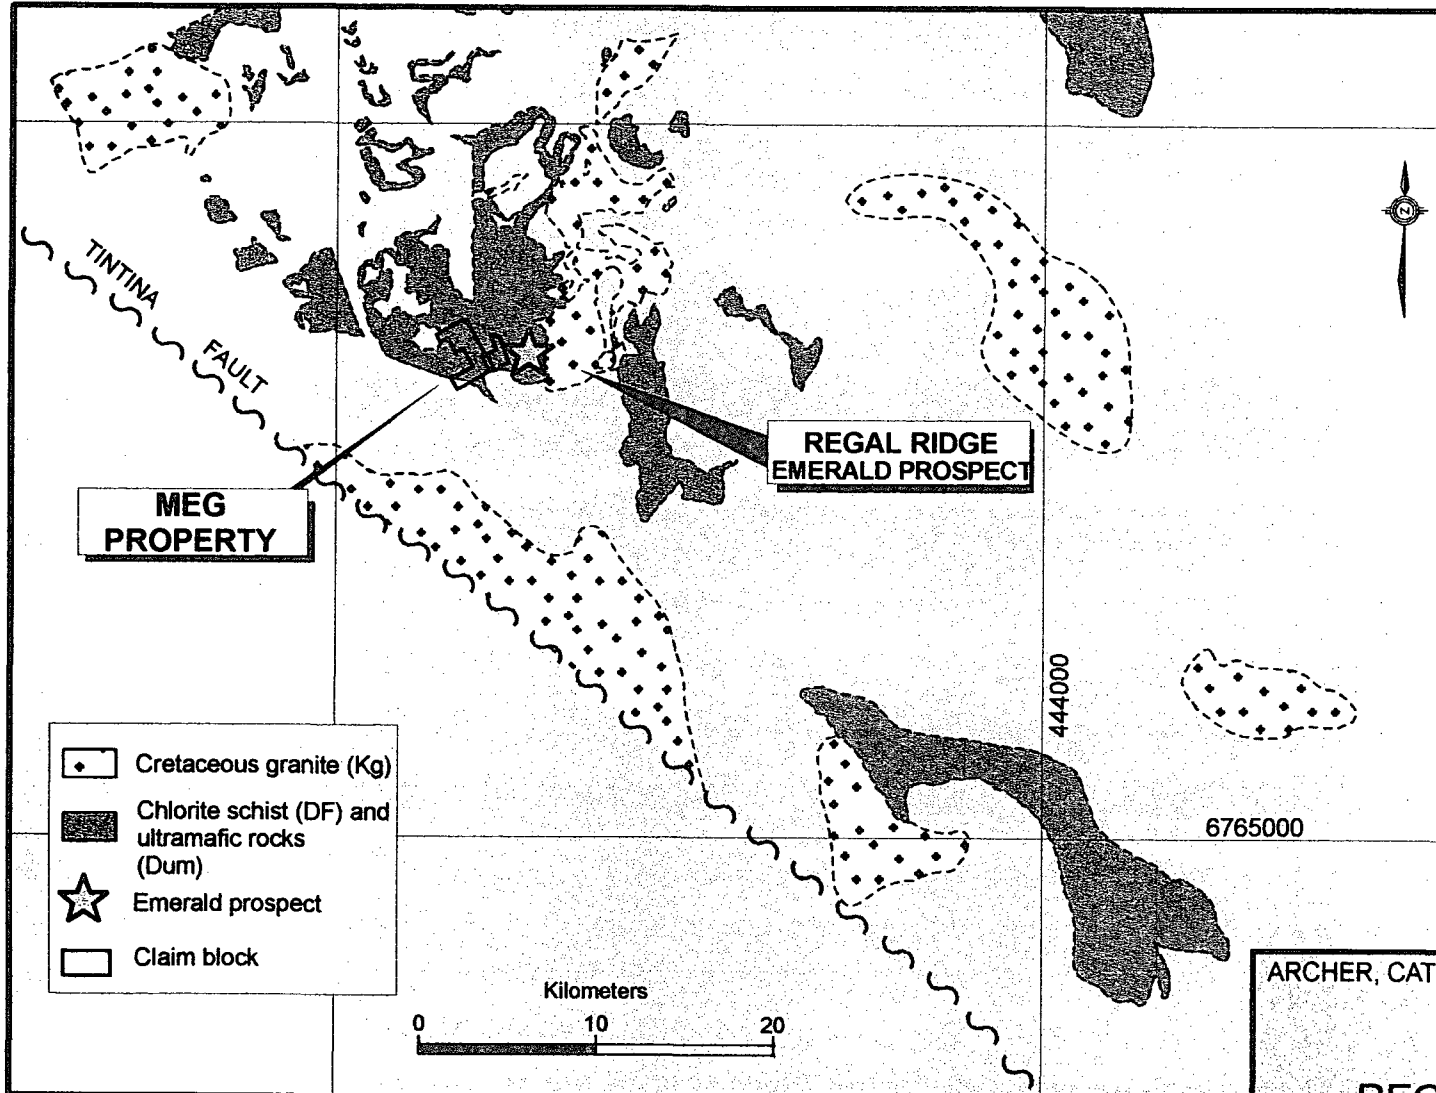 TINTINA
FAULT
REGAL RIDGE
EMERALD PROSPECT
MEG
PROPERTY
N
444000
6765000
Cretaceous granite (Kg)
Chlorite schist (DF) and
ultramafic rocks
(Dum)
Emerald prospect
Claim block
Kilometers
0 10 20
ARCHER, CAT